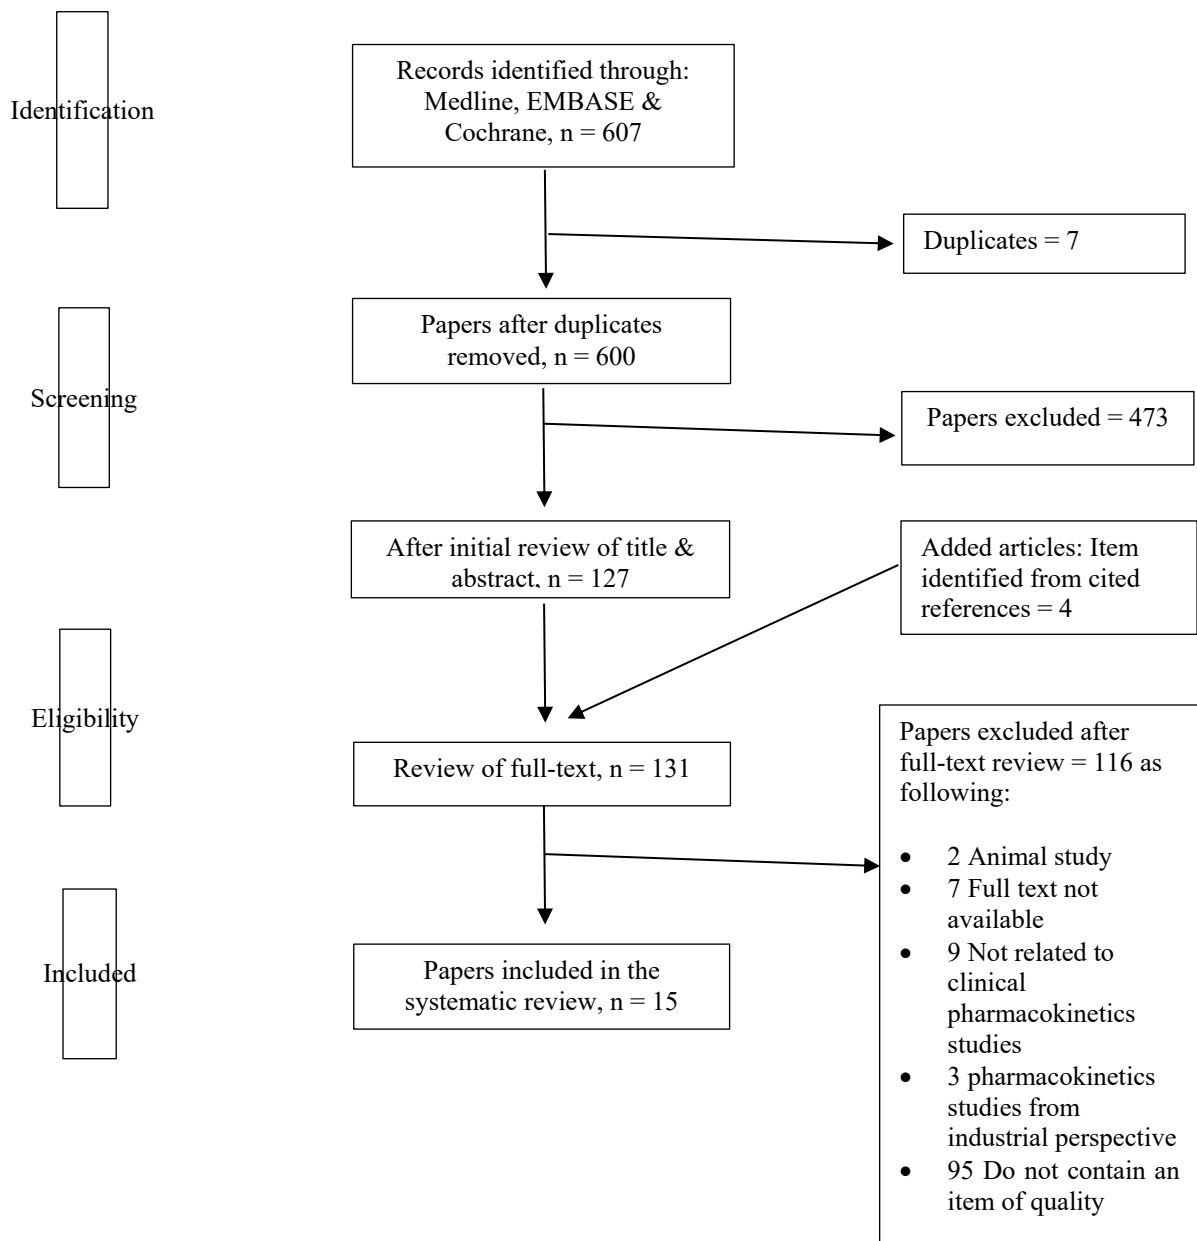 Identification
Records identified through:
Medline, EMBASE &
Cochrane, n = 607
Duplicates = 7
Papers after duplicates
removed, n = 600
Screening
Papers excluded = 473
After initial review of title &
abstract, n = 127
Added articles: Item
identified from cited
references = 4
Eligibility
Review of full-text, n = 131
Papers excluded after
full-text review = 116 as
following:
• 2 Animal study
• 7 Full text not
available
• 9 Not related to
clinical
pharmacokinetics
studies
• 3 pharmacokinetics
studies from
industrial perspective
• 95 Do not contain an
item of quality
Included
Papers included in the
systematic review, n = 15